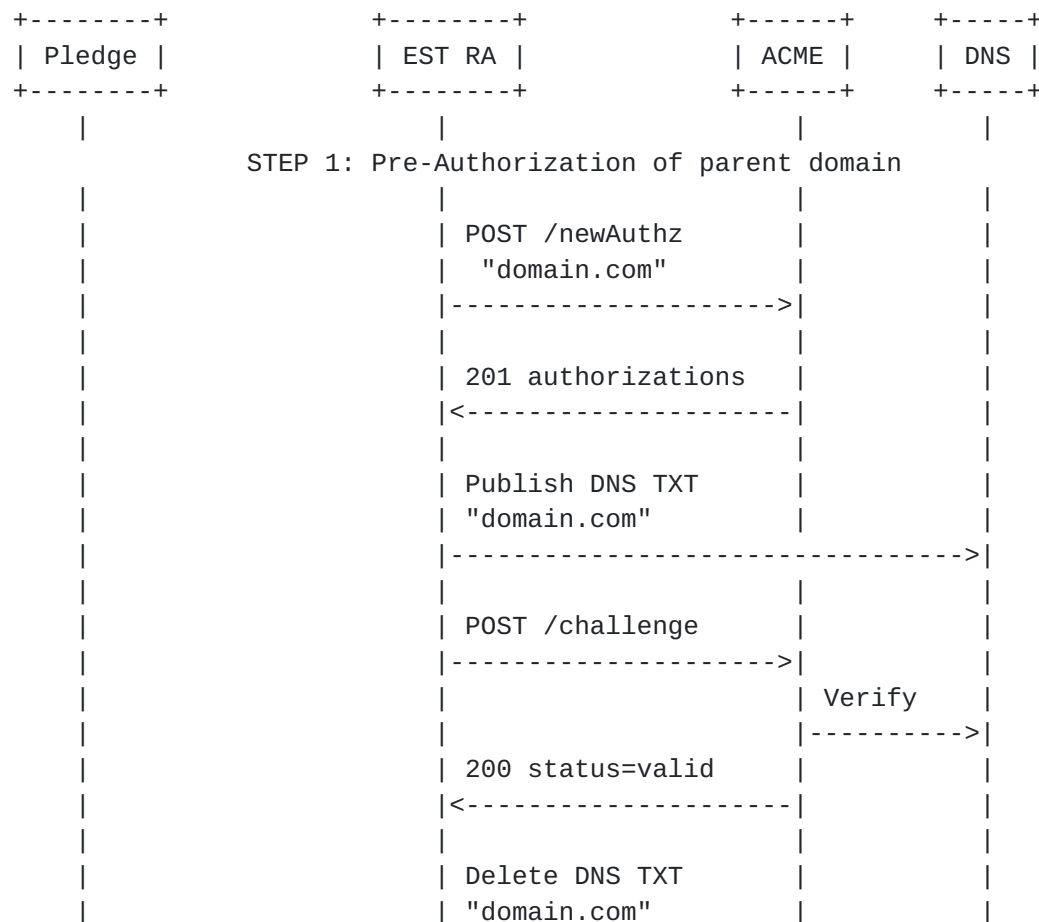 +--------+             +--------+             +------+     +-----+
| Pledge |             | EST RA |             | ACME |     | DNS |
+--------+             +--------+             +------+     +-----+
    |                      |                      |           |
               STEP 1: Pre-Authorization of parent domain
    |                      |                      |           |
    |                      | POST /newAuthz       |           |
    |                      |  "domain.com"        |           |
    |                      |--------------------->|           |
    |                      |                      |           |
    |                      | 201 authorizations   |           |
    |                      |<---------------------|           |
    |                      |                      |           |
    |                      | Publish DNS TXT      |           |
    |                      | "domain.com"         |           |
    |                      |--------------------------------->|
    |                      |                      |           |
    |                      | POST /challenge      |           |
    |                      |--------------------->|           |
    |                      |                      | Verify    |
    |                      |                      |---------->|
    |                      | 200 status=valid     |           |
    |                      |<---------------------|           |
    |                      |                      |           |
    |                      | Delete DNS TXT       |           |
    |                      | "domain.com"         |           |